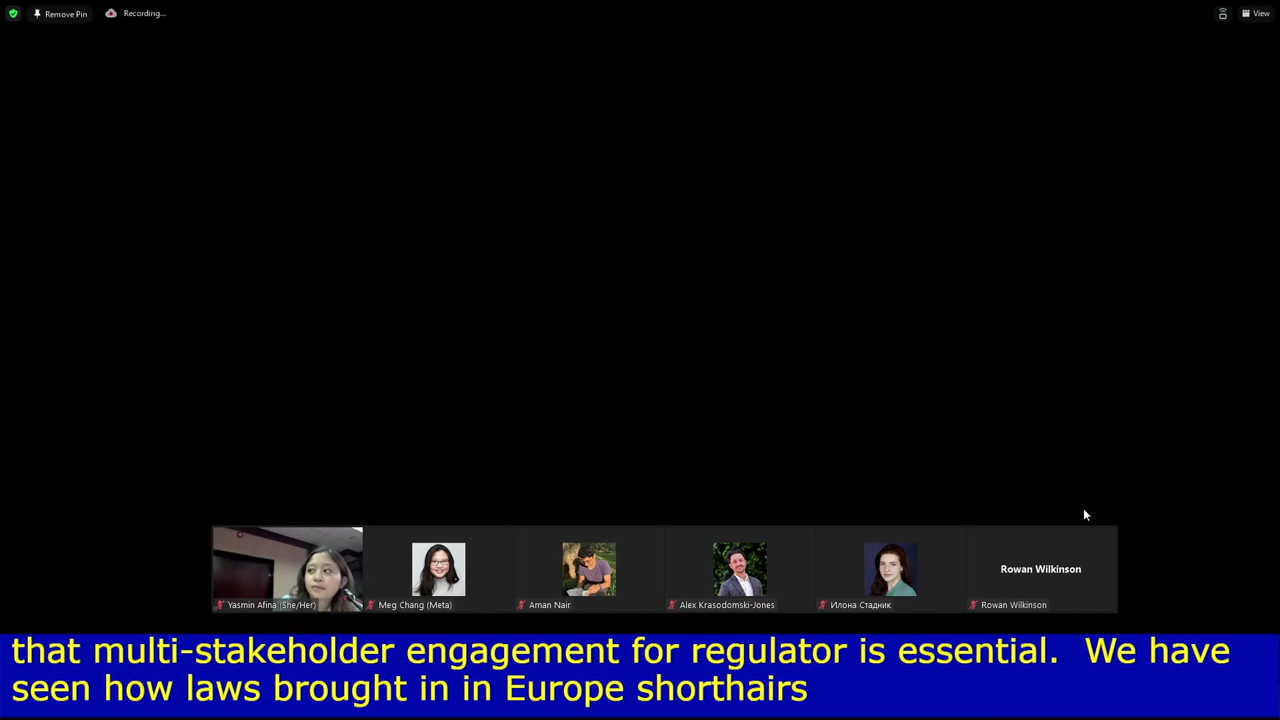 Remove Pin
Recording...
View
Rowan Wilkinson
Yasmin Afina (She/Her)
Meg Chang (Meta)
Aman Nair
Alex Krasodomski-Jones
Илона Стадник
Rowan Wilkinson
that multi-stakeholder engagement for regulator is essential.  We have
seen how laws brought in in Europe shorthairs